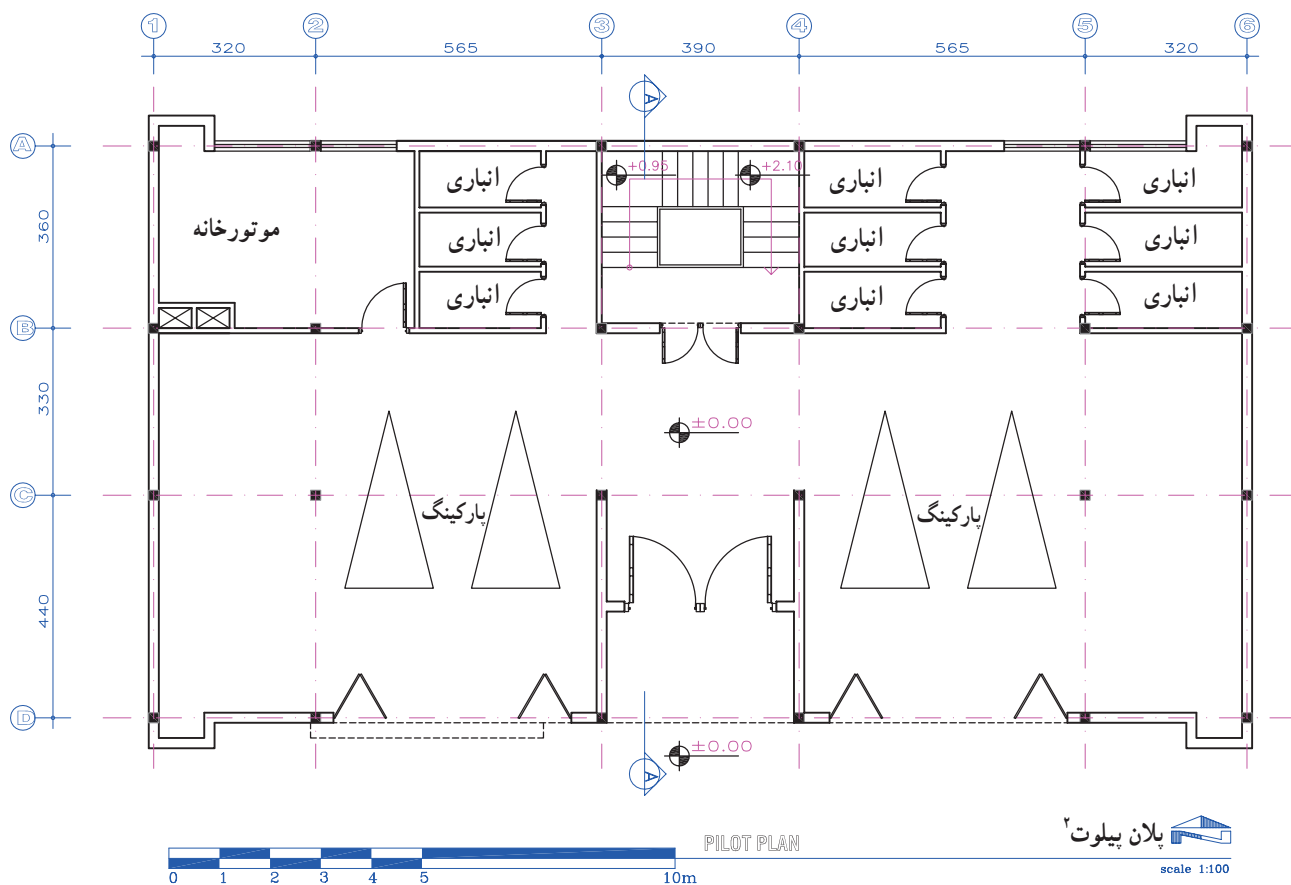 1 2 3 4 5 6
320 565 390 565 320
A
A
+0.95 +2.10
انباری انباری انباری
موتورخانه
360
انباری انباری انباری
انباری انباری انباری
B
±0.00
330
C
پارکینگ پارکینگ
440
D
±0.00
A
پلان پیلوت۲
PILOT PLAN
scale 1:100
0 1 2 3 4 5 10m